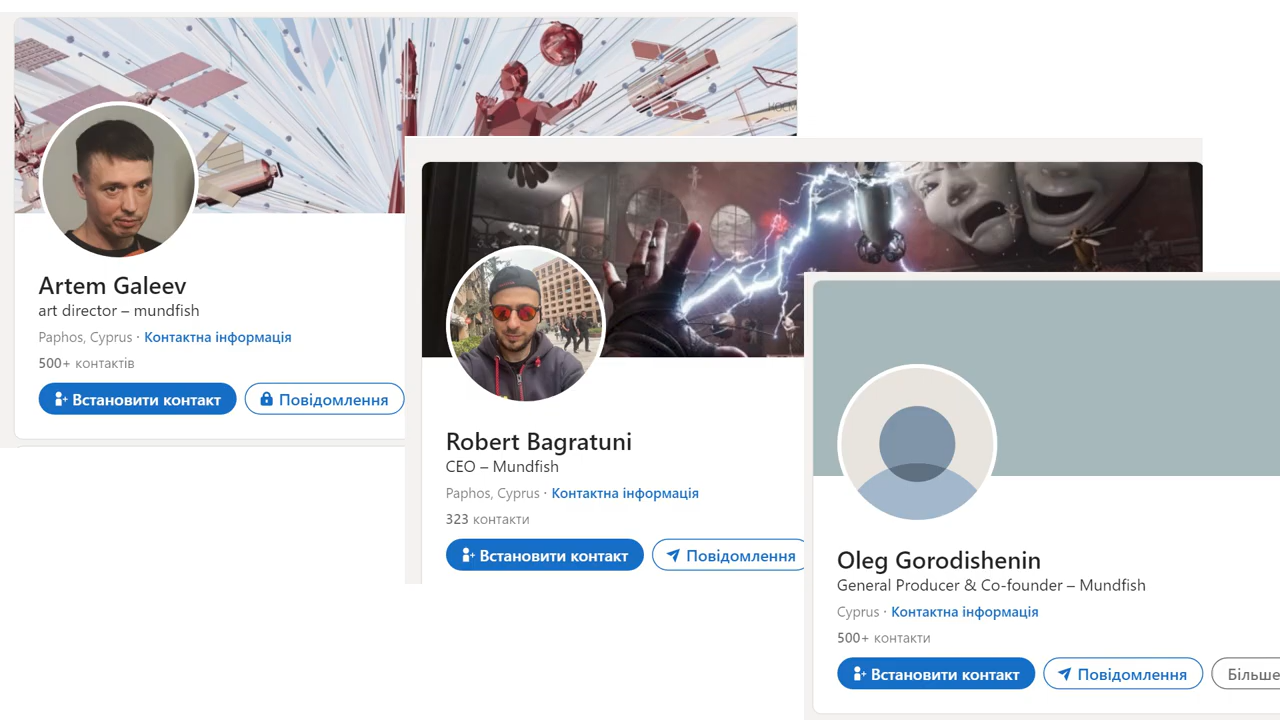 КОСМ
Artem Galeev
art director – mundfish
Paphos, Cyprus · Контактна інформація
500+ контактів
Встановити контакт
Повідомлення
Robert Bagratuni
CEO – Mundfish
Paphos, Cyprus · Контактна інформація
323 контакти
Встановити контакт
Повідомлення
Oleg Gorodishenin
General Producer & Co-founder – Mundfish
Cyprus · Контактна інформація
500+ контакти
Встановити контакт
Повідомлення
Більше